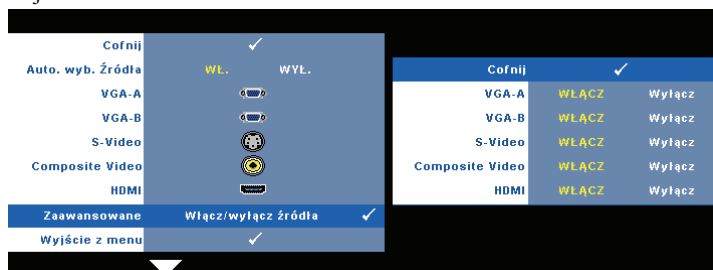 Cofnij
Auto. wyb. Źródła WŁ. WYŁ.
VGA-A
VGA-B
S-Video
Composite Video
HDMI
Zaawansowane Włącz/wyłącz źródła
Wyjście z menu
Cofnij
VGA-A WŁĄCZ Wyłącz
VGA-B WŁĄCZ Wyłącz
S-Video WŁĄCZ Wyłącz
Composite Video WŁĄCZ Wyłącz
HDMI WŁĄCZ Wyłącz